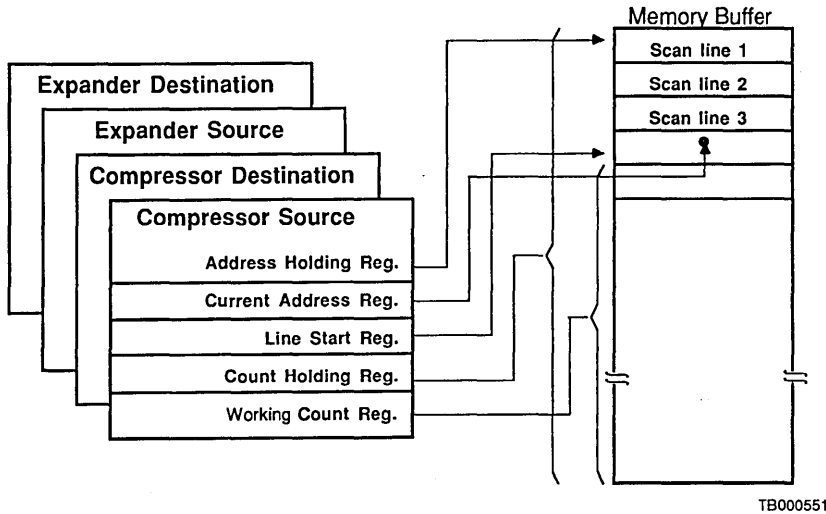 Memory Buffer
Scan line 1
Scan line 2
Scan line 3
Expander Destination
Expander Source
Compressor Destination
Compressor Source
Address Holding Reg.
Current Address Reg.
Line Start Reg.
Count Holding Reg.
Working Count Reg.
TB000551